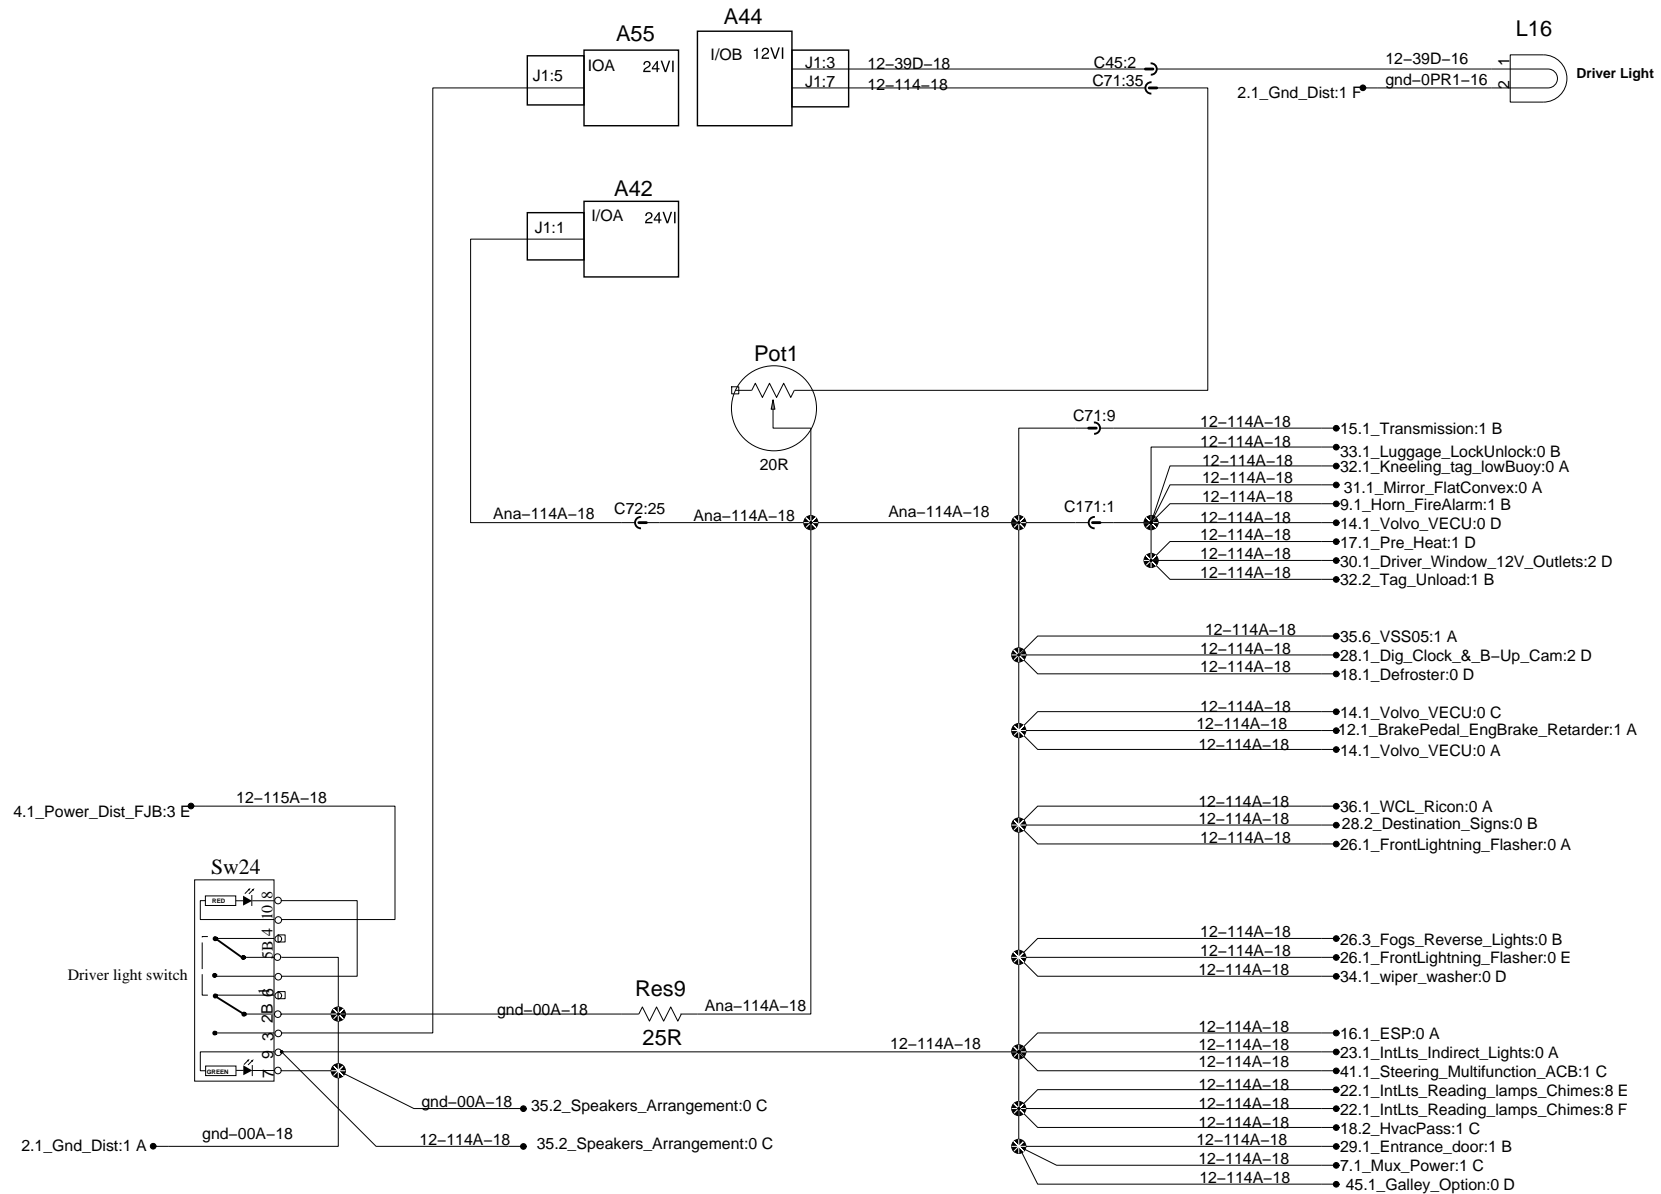 A44
L16
A55
I/OB 12VI
IOA 24VI
J1:5
J1:3
J1:7
12-39D-18
12-114-18
C45:2
C71:35
12-39D-16
gnd-0PR1-16
1
2
Driver Light
2.1_Gnd_Dist:1 F
A42
I/OA 24VI
J1:1
Pot1
20R
C71:9
12-114A-18 15.1_Transmission:1 B
12-114A-18 33.1_Luggage_LockUnlock:0 B
12-114A-18 32.1_Kneeling_tag_lowBuoy:0 A
12-114A-18 31.1_Mirror_FlatConvex:0 A
12-114A-18 9.1_Horn_FireAlarm:1 B
Ana-114A-18 C72:25 Ana-114A-18 Ana-114A-18 C171:1 12-114A-18 14.1_Volvo_VECU:0 D
12-114A-18 17.1_Pre_Heat:1 D
12-114A-18 30.1_Driver_Window_12V_Outlets:2 D
12-114A-18 32.2_Tag_Unload:1 B
12-114A-18 35.6_VSS05:1 A
12-114A-18 28.1_Dig_Clock_&_B-Up_Cam:2 D
12-114A-18 18.1_Defroster:0 D
12-114A-18 14.1_Volvo_VECU:0 C
12-114A-18 12.1_BrakePedal_EngBrake_Retarder:1 A
12-114A-18 14.1_Volvo_VECU:0 A
4.1_Power_Dist_FJB:3 E 12-115A-18
12-114A-18 36.1_WCL_Ricon:0 A
12-114A-18 28.2_Destination_Signs:0 B
12-114A-18 26.1_FrontLightning_Flasher:0 A
Sw24
RED
8
10
4
5B
6
2B
3
9
7
GREEN
Driver light switch
12-114A-18 26.3_Fogs_Reverse_Lights:0 B
12-114A-18 26.1_FrontLightning_Flasher:0 E
12-114A-18 34.1_wiper_washer:0 D
gnd-00A-18 Res9 Ana-114A-18
25R
12-114A-18
12-114A-18 16.1_ESP:0 A
12-114A-18 23.1_IntLts_Indirect_Lights:0 A
12-114A-18 41.1_Steering_Multifunction_ACB:1 C
12-114A-18 22.1_IntLts_Reading_lamps_Chimes:8 E
12-114A-18 22.1_IntLts_Reading_lamps_Chimes:8 F
12-114A-18 18.2_HvacPass:1 C
12-114A-18 29.1_Entrance_door:1 B
12-114A-18 7.1_Mux_Power:1 C
12-114A-18 45.1_Galley_Option:0 D
gnd-00A-18 35.2_Speakers_Arrangement:0 C
12-114A-18 35.2_Speakers_Arrangement:0 C
2.1_Gnd_Dist:1 A gnd-00A-18